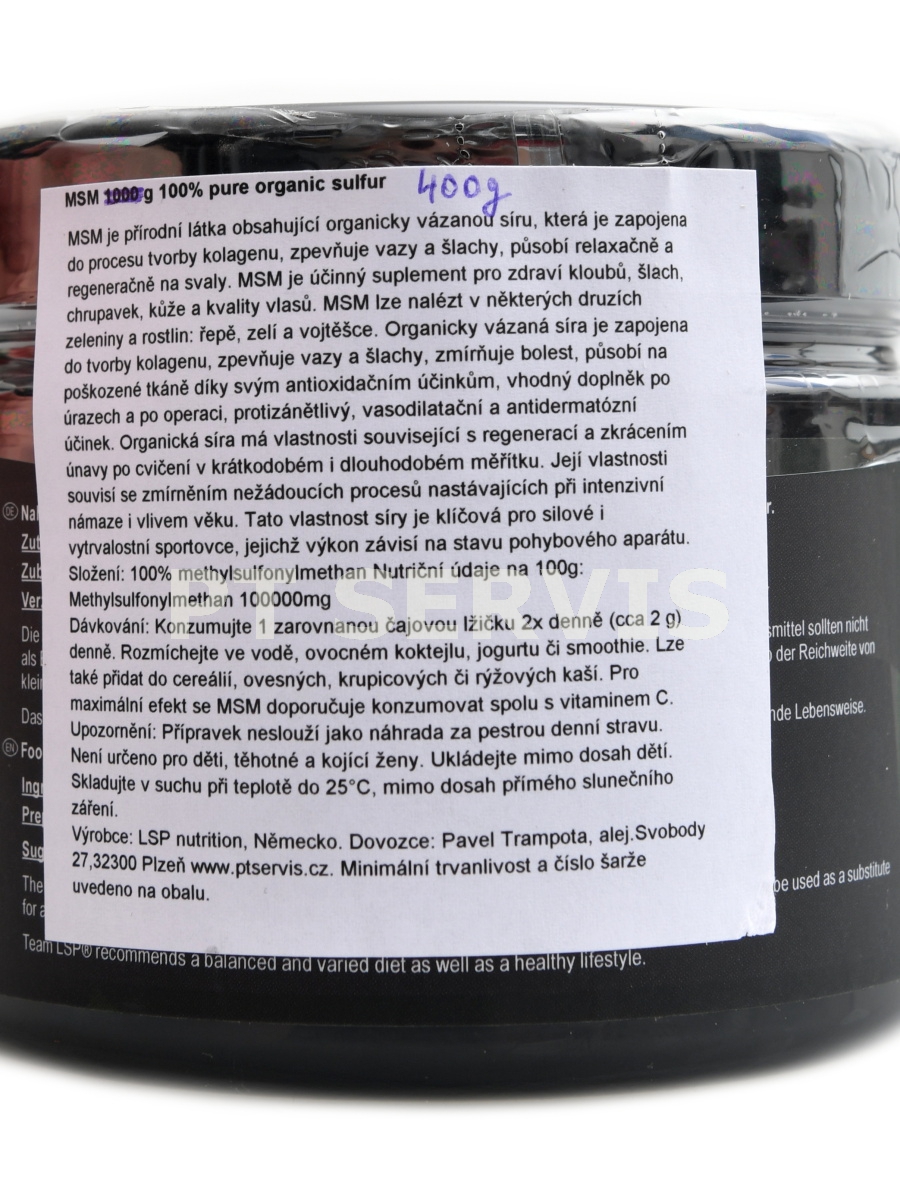 MSM 1000 g 100% pure organic sulfur 400g
MSM je přírodní látka obsahující organicky vázanou síru, která je zapojena
do procesu tvorby kolagenu, zpevňuje vazy a šlachy, působí relaxačně a
regeneračně na svaly. MSM je účinný suplement pro zdraví kloubů, šlach,
chrupavek, kůže a kvality vlasů. MSM lze nalézt v některých druzích
zeleniny a rostlin: řepě, zelí a vojtěšce. Organicky vázaná síra je zapojena
do tvorby kolagenu, zpevňuje vazy a šlachy, zmírňuje bolest, působí na
poškozené tkáně díky svým antioxidačním účinkům, vhodný doplněk po
úrazech a po operaci, protizánětlivý, vasodilatační a antidermatózní
účinek. Organická síra má vlastnosti související s regenerací a zkrácením
únavy po cvičení v krátkodobém i dlouhodobém měřítku. Její vlastnosti
souvisí se zmírněním nežádoucích procesů nastávajících při intenzivní
námaze i vlivem věku. Tato vlastnost síry je klíčová pro silové i
vytrvalostní sportovce, jejichž výkon závisí na stavu pohybového aparátu.
Složení: 100% methylsulfonylmethan Nutriční údaje na 100g:
Methylsulfonylmethan 100000mg
PT SERVIS
Dávkování: Konzumujte 1 zarovnanou čajovou lžičku 2x denně (cca 2 g)
denně. Rozmíchejte ve vodě, ovocném koktejlu, jogurtu či smoothie. Lze
také přidat do cereálií, ovesných, krupicových či rýžových kaší. Pro
maximální efekt se MSM doporučuje konzumovat spolu s vitaminem C.
Upozornění: Přípravek neslouží jako náhrada za pestrou denní stravu.
Není určeno pro děti, těhotné a kojící ženy. Ukládejte mimo dosah dětí.
Skladujte v suchu při teplotě do 25°C, mimo dosah přímého slunečního
záření.
Výrobce: LSP nutrition, Německo. Dovozce: Pavel Trampota, alej.Svobody
27,32300 Plzeň www.ptservis.cz. Minimální trvanlivost a číslo šarže
uvedeno na obalu.
DE
Die
als
smittel sollten nicht
der Reichweite von
Das
nde Lebensweise.
EN
The
be used as a substitute
for a
Team LSP® recommends a balanced and varied diet as well as a healthy lifestyle.